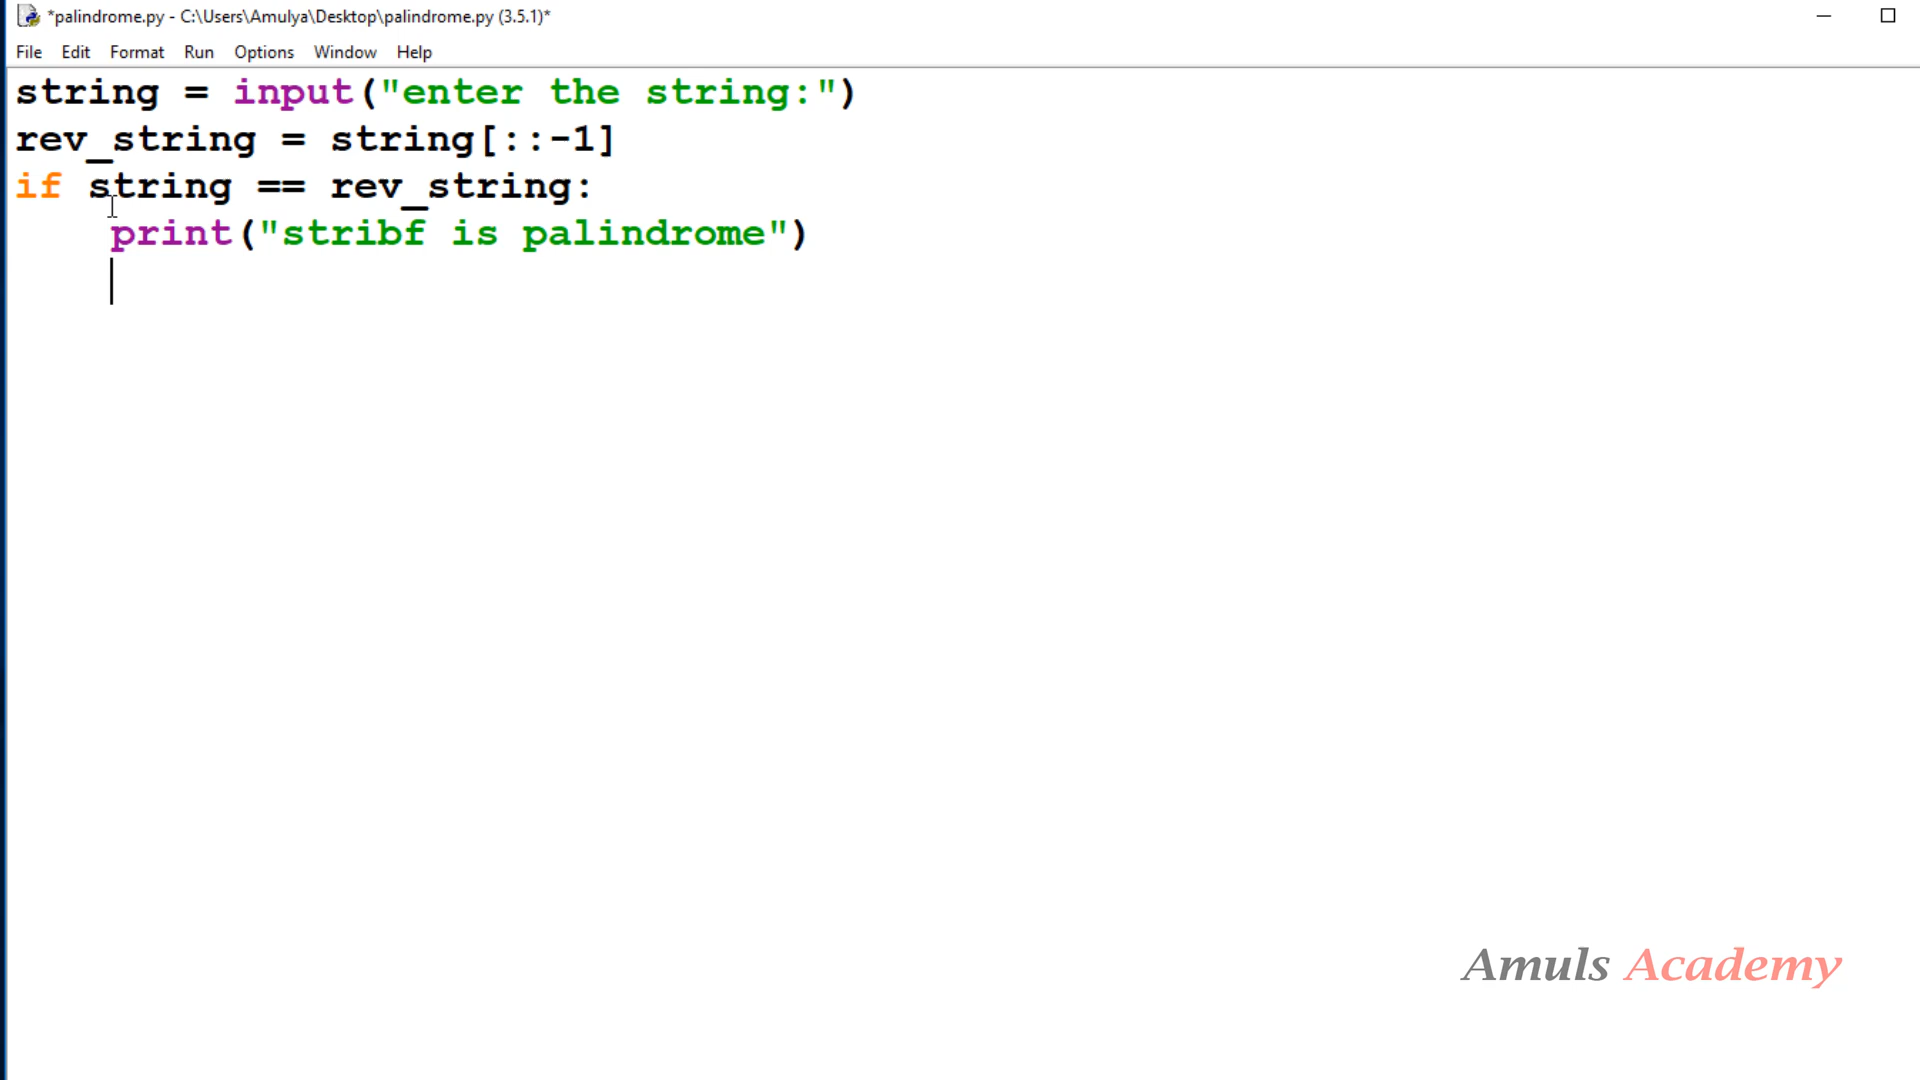 *palindrome.py - C:\Users\Amulya\Desktop\palindrome.py (3.5.1)*
File Edit Format Run Options Window Help
string = input("enter the string:")
rev_string = string[::-1]
if string == rev_string:
    print("stribf is palindrome")
Amuls Academy